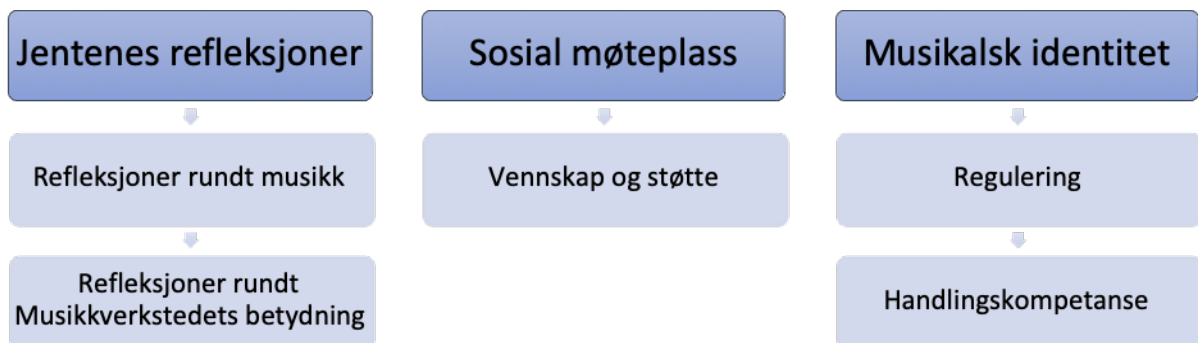 Jentenes refleksjoner
Refleksjoner rundt musikk
Refleksjoner rundt
Musikkverkstedets betydning
Sosial møteplass
Vennskap og støtte
Musikalsk identitet
Regulering
Handlingskompetanse